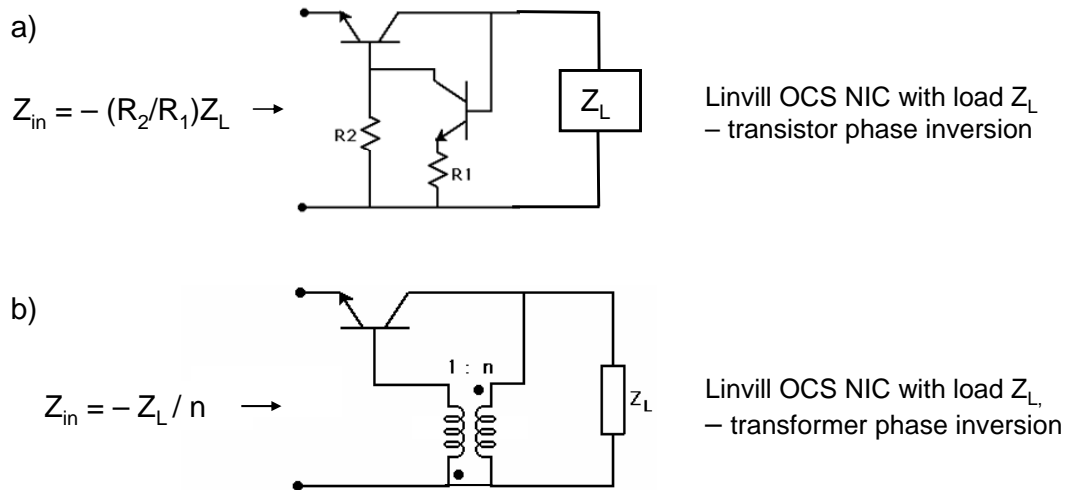 a)
Z_in = – (R_2/R_1)Z_L
R2
R1
Z_L
Linvill OCS NIC with load Z_L
– transistor phase inversion
b)
Z_in = – Z_L / n
1 : n
Z_L
Linvill OCS NIC with load Z_L,
– transformer phase inversion